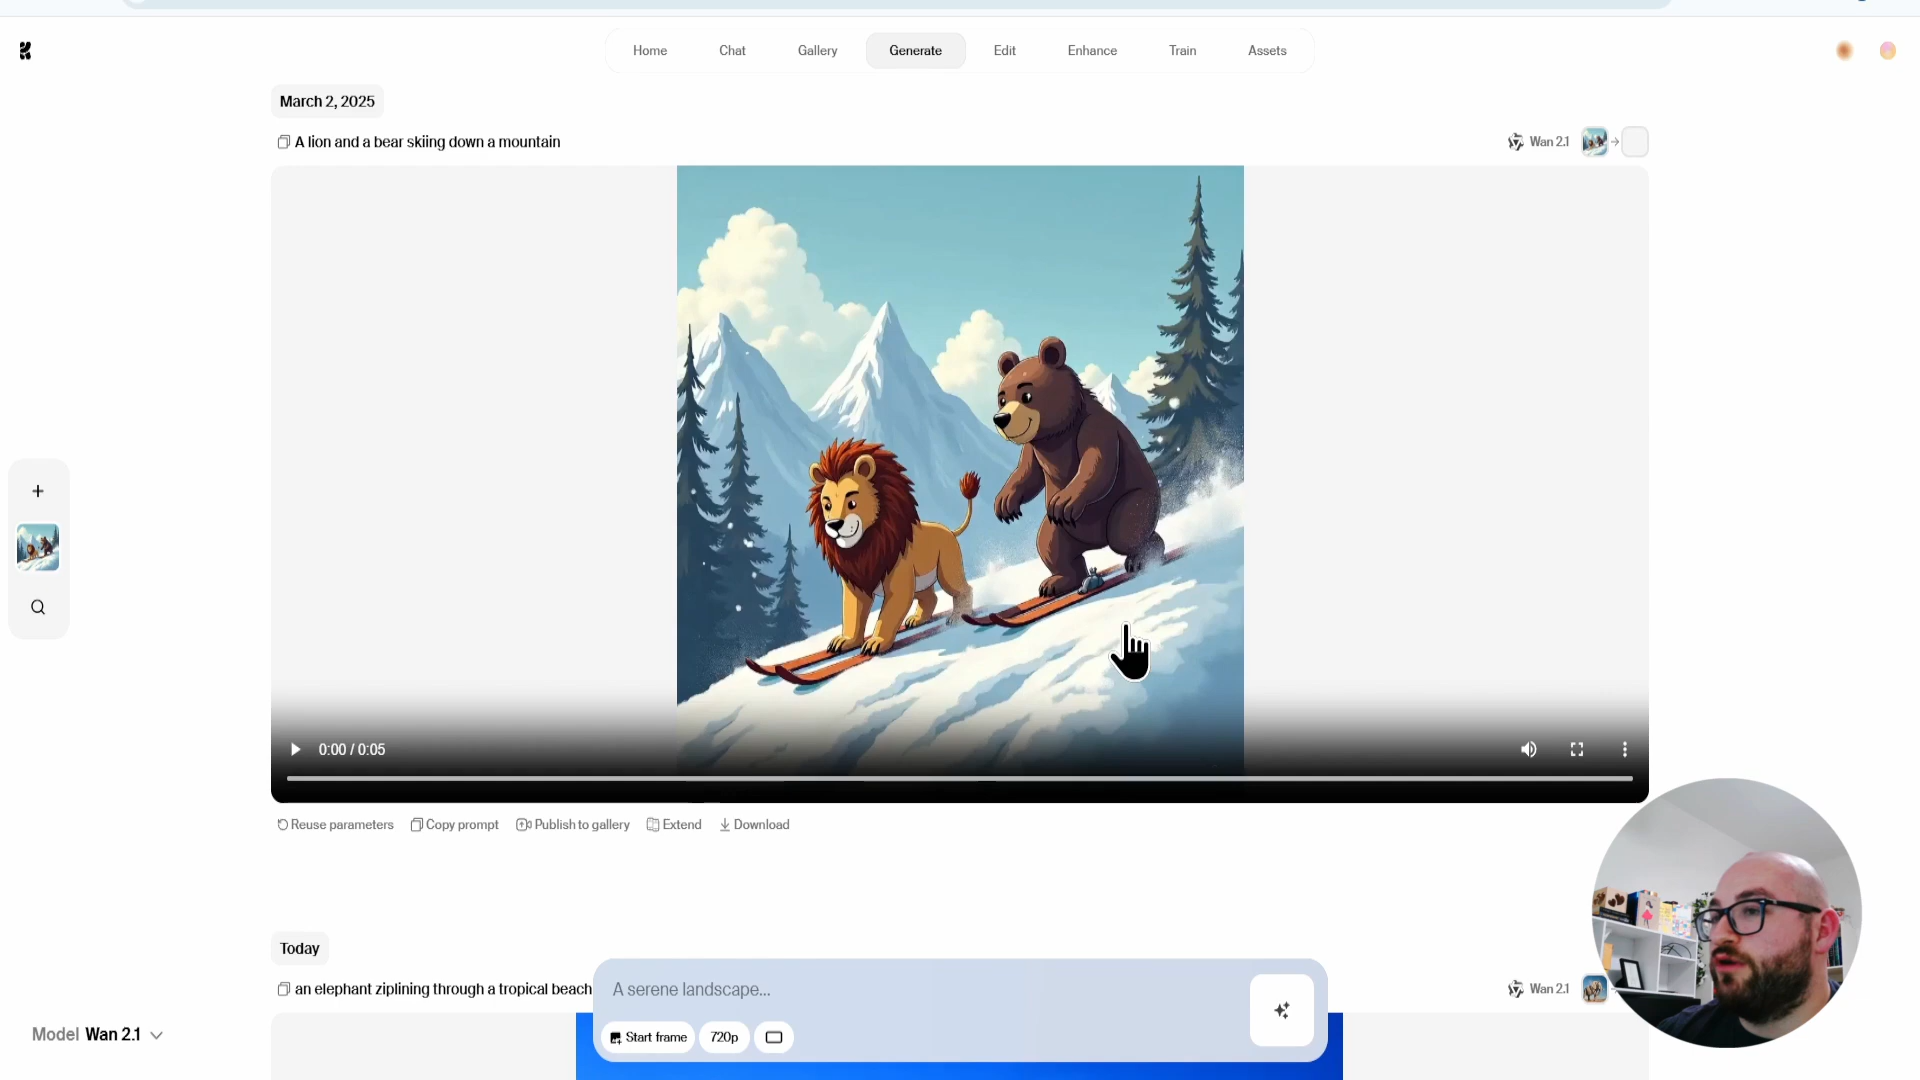 Home Chat Gallery Generate Edit Enhance Train Assets
March 2, 2025
A lion and a bear skiing down a mountain
Wan 2.1
0:00 / 0:05
Reuse parameters Copy prompt Publish to gallery Extend Download
Today
an elephant ziplining through a tropical beach
Wan 2.1
A serene landscape...
Start frame 720p
Model Wan 2.1